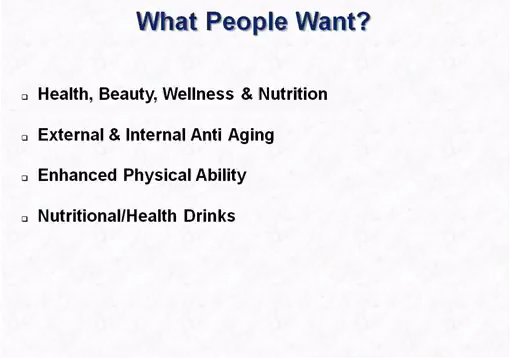 What People Want?
Health, Beauty, Wellness & Nutrition
External & Internal Anti Aging
Enhanced Physical Ability
Nutritional/Health Drinks